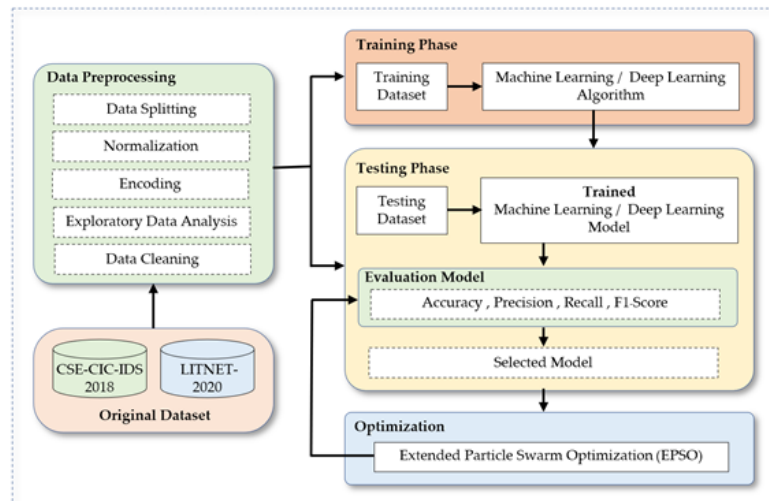 Data Preprocessing
Data Splitting
Normalization
Encoding
Exploratory Data Analysis
Data Cleaning
CSE-CIC-IDS
2018
LITNET-
2020
Original Dataset
Training Phase
Training
Dataset
Machine Learning / Deep Learning
Algorithm
Testing Phase
Testing
Dataset
Trained
Machine Learning / Deep Learning
Model
Evaluation Model
Accuracy , Precision , Recall , F1-Score
Selected Model
Optimization
Extended Particle Swarm Optimization (EPSO)